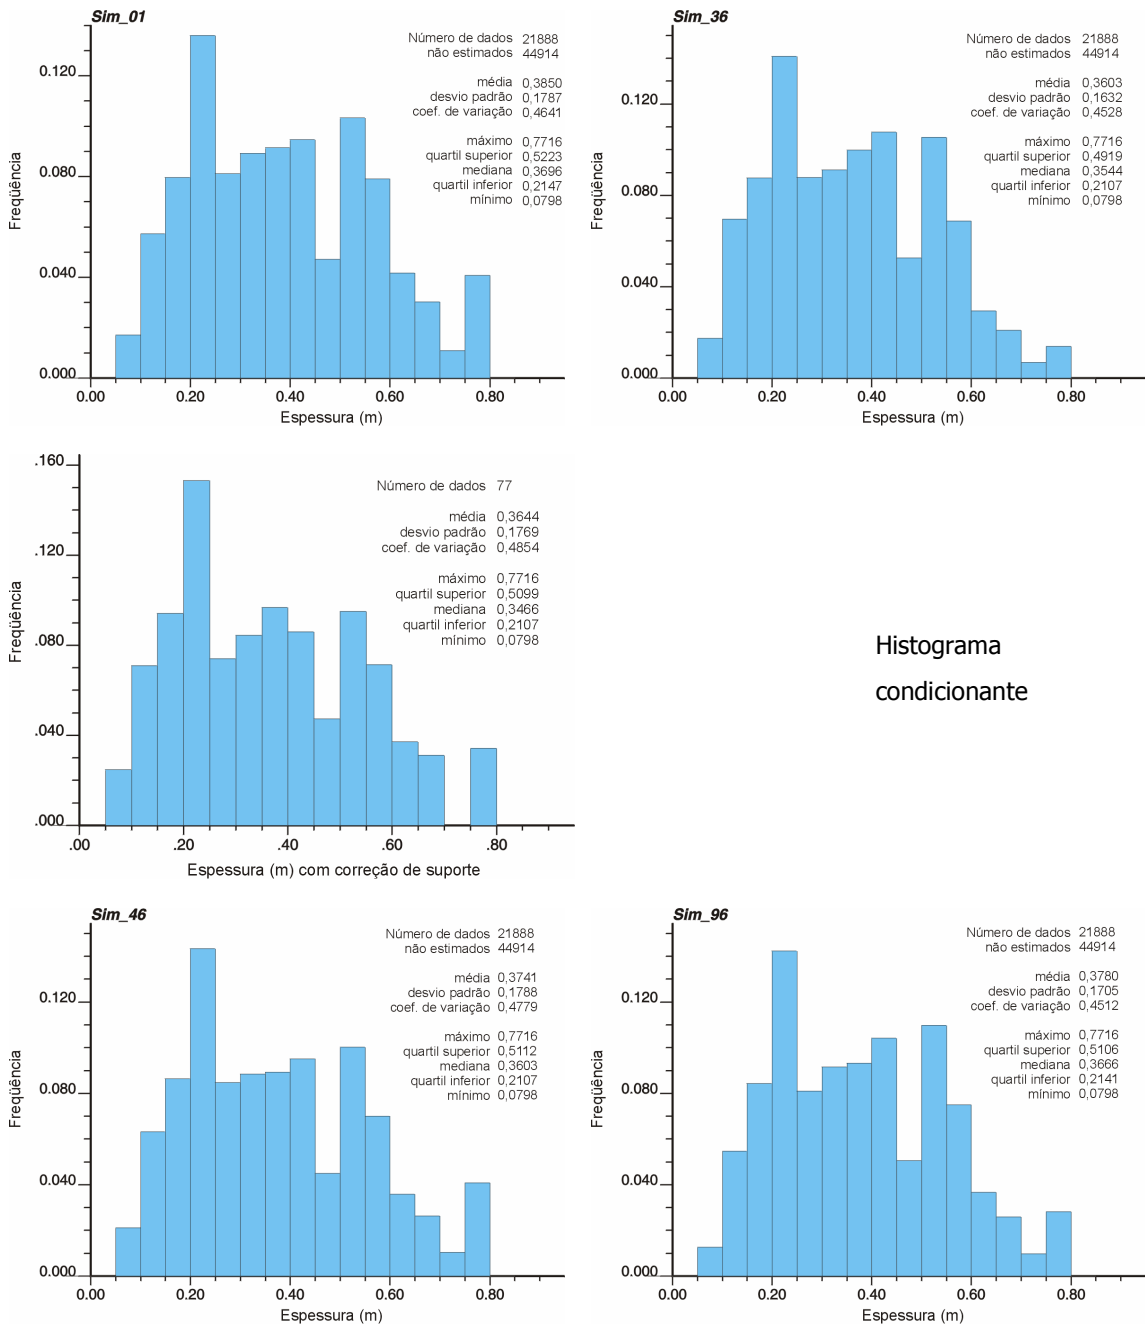 Sim_01
Número de dados 21888
não estimados 44914
média 0,3850
desvio padrão 0,1787
coef. de variação 0,4641
máximo 0,7716
quartil superior 0,5223
mediana 0,3696
quartil inferior 0,2147
mínimo 0,0798
Freqüência
0.120
0.080
0.040
0.000
0.00 0.20 0.40 0.60 0.80
Espessura (m)
Sim_36
Número de dados 21888
não estimados 44914
média 0,3603
desvio padrão 0,1632
coef. de variação 0,4528
máximo 0,7716
quartil superior 0,4919
mediana 0,3544
quartil inferior 0,2107
mínimo 0,0798
Freqüência
0.120
0.080
0.040
0.000
0.00 0.20 0.40 0.60 0.80
Espessura (m)
Número de dados 77
média 0,3644
desvio padrão 0,1769
coef. de variação 0,4854
máximo 0,7716
quartil superior 0,5099
mediana 0,3466
quartil inferior 0,2107
mínimo 0,0798
Freqüência
.160
.120
.080
.040
.000
.00 .20 .40 .60 .80
Espessura (m) com correção de suporte
Histograma
condicionante
Sim_46
Número de dados 21888
não estimados 44914
média 0,3741
desvio padrão 0,1788
coef. de variação 0,4779
máximo 0,7716
quartil superior 0,5112
mediana 0,3603
quartil inferior 0,2107
mínimo 0,0798
Freqüência
0.120
0.080
0.040
0.000
0.00 0.20 0.40 0.60 0.80
Espessura (m)
Sim_96
Número de dados 21888
não estimados 44914
média 0,3780
desvio padrão 0,1705
coef. de variação 0,4512
máximo 0,7716
quartil superior 0,5106
mediana 0,3666
quartil inferior 0,2141
mínimo 0,0798
Freqüência
0.120
0.080
0.040
0.000
0.00 0.20 0.40 0.60 0.80
Espessura (m)